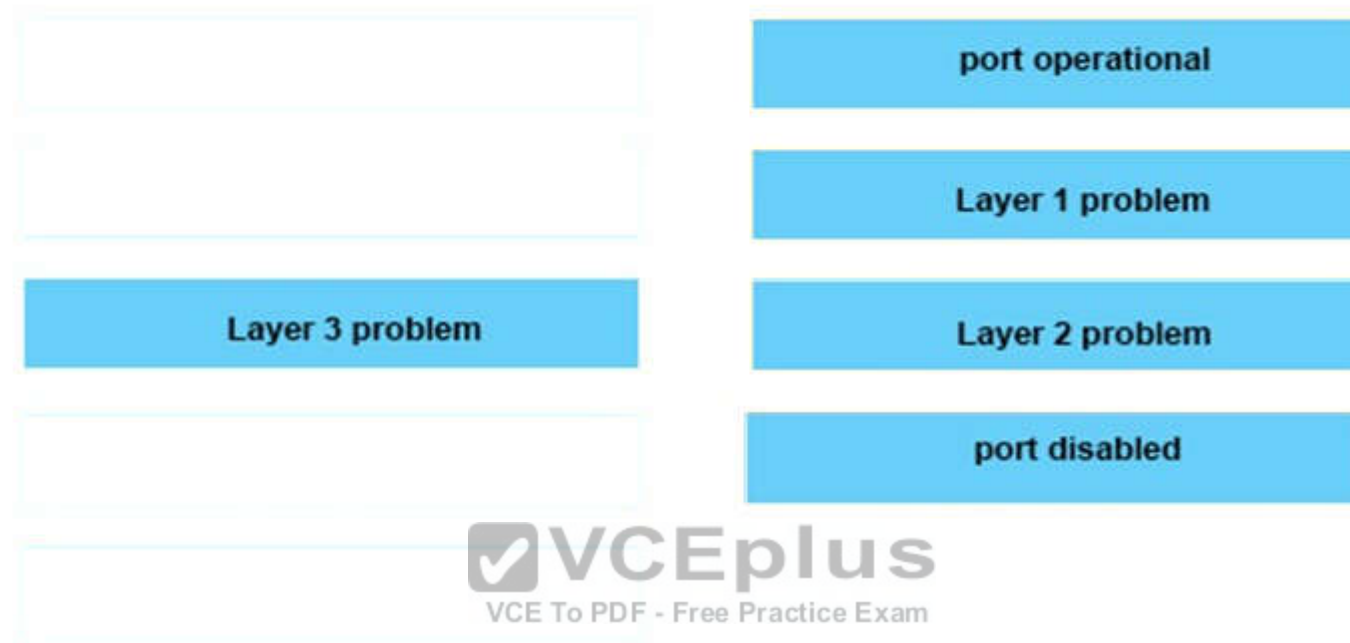 port operational
Layer 1 problem
Layer 3 problem
Layer 2 problem
port disabled
VCEplus
VCE To PDF - Free Practice Exam